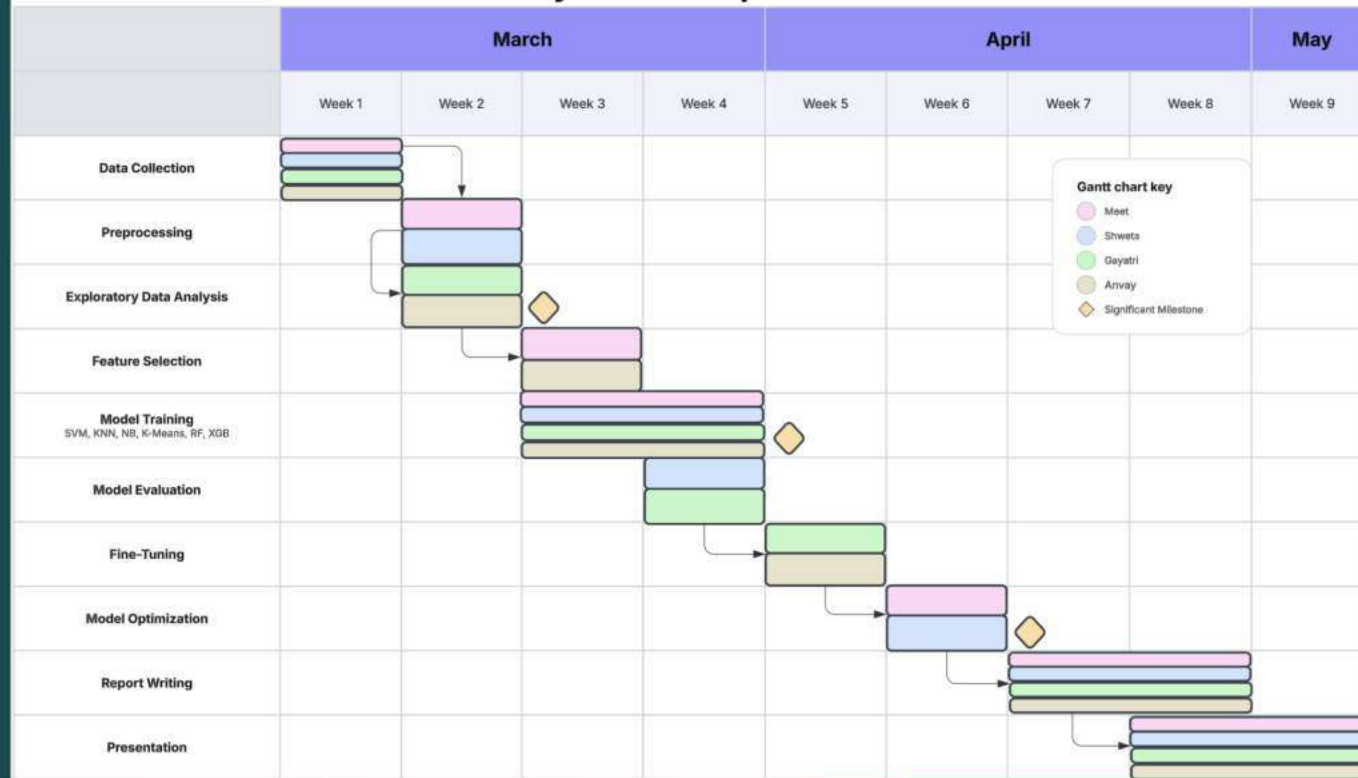 March April May
Week 1 Week 2 Week 3 Week 4 Week 5 Week 6 Week 7 Week 8 Week 9
Data Collection
Gantt chart key
Meet
Shweta
Gayatri
Anvay
Significant Milestone
Preprocessing
Exploratory Data Analysis
Feature Selection
Model Training
SVM, KNN, NB, K-Means, RF, XGB
Model Evaluation
Fine-Tuning
Model Optimization
Report Writing
Presentation